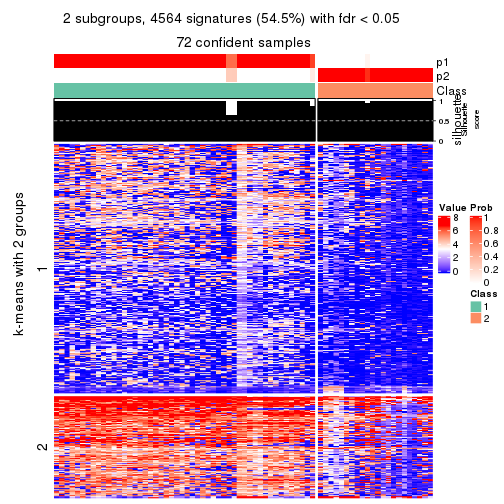 2 subgroups, 4564 signatures (54.5%) with fdr < 0.05
72 confident samples
p1
p2
Class
silhouette
Silhouette
score
1
0.5
0
k-means with 2 groups
1
2
Value
8
6
4
2
0
Prob
1
0.8
0.6
0.4
0.2
0
Class
1
2